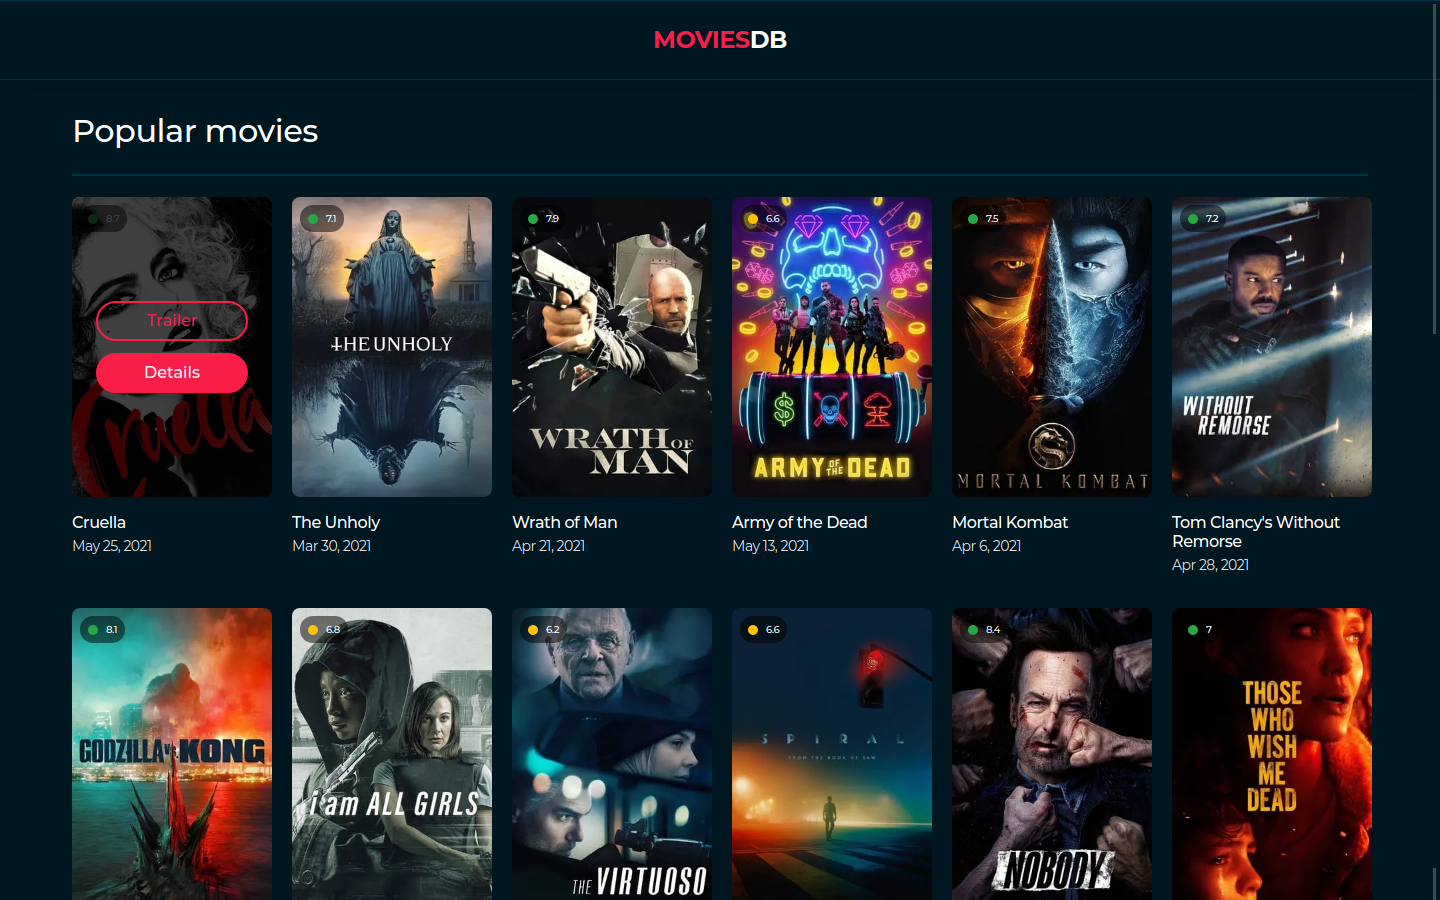 MOVIESDB
Popular movies
8.7
7.1
7.9
6.6
7.5
7.2
Trailer
Details
Cruella
THE UNHOLY
WRATH OF
MAN
ARMY OF THE DEAD
MORTAL KOMBAT
WITHOUT
REMORSE
Cruella
The Unholy
Wrath of Man
Army of the Dead
Mortal Kombat
Tom Clancy's Without
Remorse
May 25, 2021
Mar 30, 2021
Apr 21, 2021
May 13, 2021
Apr 6, 2021
Apr 28, 2021
8.1
6.8
6.2
6.6
8.4
7
GODZILLA vs. KONG
i am ALL GIRLS
THE VIRTUOSO
SPIRAL
FROM THE BOOK OF SAW
NOBODY
THOSE
WHO
WISH
ME
DEAD